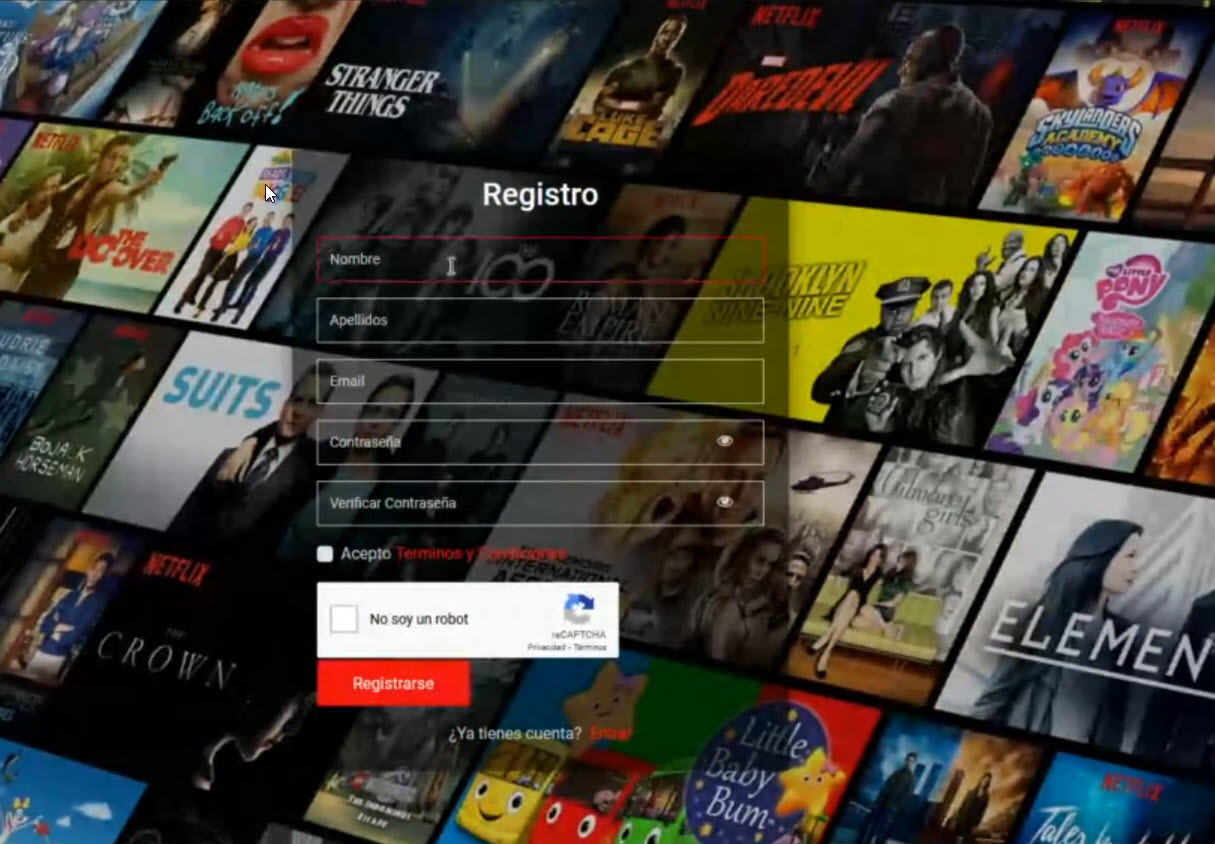 NETFLIX
NETFLIX
Back off!
STRANGER
THINGS
LUKE
CAGE
DAREDEVIL
SKYLANDERS
ACADEMY
NETFLIX
THE
DO-OVER
Registro
Nombre
THE
100
Apellidos
ROMAN
EMPIRE
BROOKLYN
NINE-NINE
MY LITTLE
PONY
SUITS
Email
BOJACK
HORSEMAN
NETFLIX
Contraseña
Gilmore
girls
Verificar Contraseña
Acepto Terminos y Condiciones
NETFLIX
THE
CROWN
No soy un robot
reCAPTCHA
Privacidad - Términos
ELEMEN
Registrarse
¿Ya tienes cuenta? Entrar
Little
Baby
Bum
NETFLIX